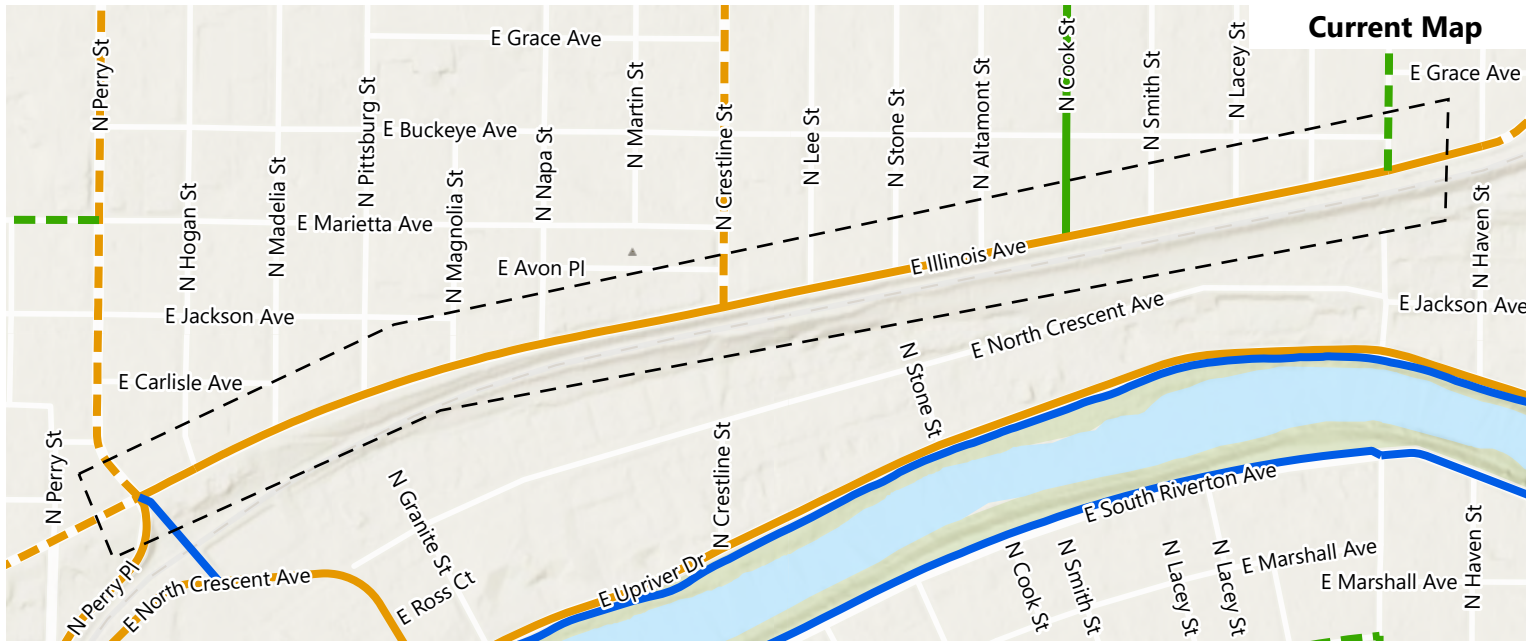 Current Map
E Grace Ave
N Perry St
N Cook St
N Smith St
N Lacey St
E Grace Ave
N Pittsburg St
N Martin St
N Crestline St
N Altamont St
N Stone St
N Lee St
E Buckeye Ave
N Napa St
N Madelia St
N Magnolia St
N Hogan St
E Marietta Ave
N Haven St
E Illinois Ave
E Avon Pl
E Jackson Ave
E North Crescent Ave
E Jackson Ave
E Carlisle Ave
N Stone St
N Perry St
N Crestline St
N Granite St
E South Riverton Ave
N Perry Pl
E North Crescent Ave
E Ross Ct
E Upriver Dr
N Cook St
N Smith St
N Lacey St
N Lacey St
E Marshall Ave
E Marshall Ave
N Haven St